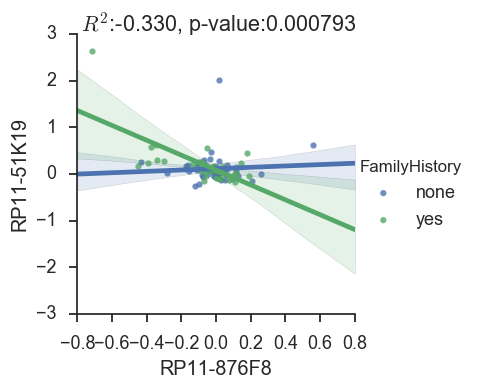 R²:-0.330, p-value:0.000793
3
2
1
0
−1
−2
−3
RP11-51K19
−0.8−0.6−0.4−0.2 0.0 0.2 0.4 0.6 0.8
RP11-876F8
FamilyHistory
none
yes